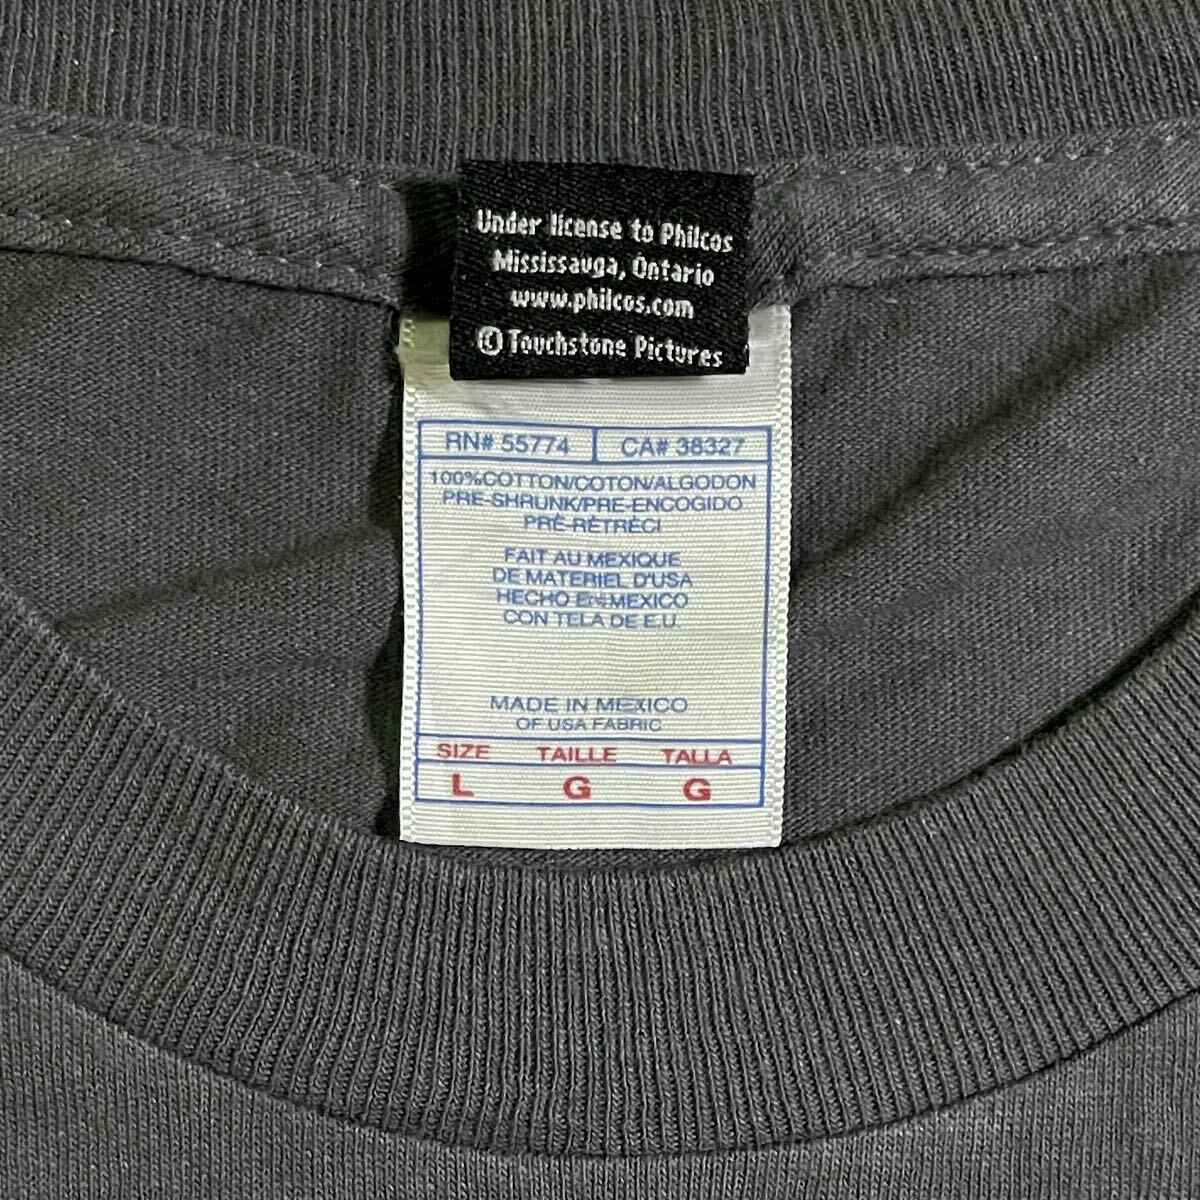 Under license to Philcos
Mississauga, Ontario
www.philcos.com
© Touchstone Pictures
RN# 55774 CA# 38327
100%COTTON/COTON/ALGODON
PRE-SHRUNK/PRE-ENCOGIDO
PRÉ-RÉTRÉCI
FAIT AU MEXIQUE
DE MATERIEL D'USA
HECHO EN MEXICO
CON TELA DE E.U.
MADE IN MEXICO
OF USA FABRIC
SIZE TAILLE TALLA
L G G